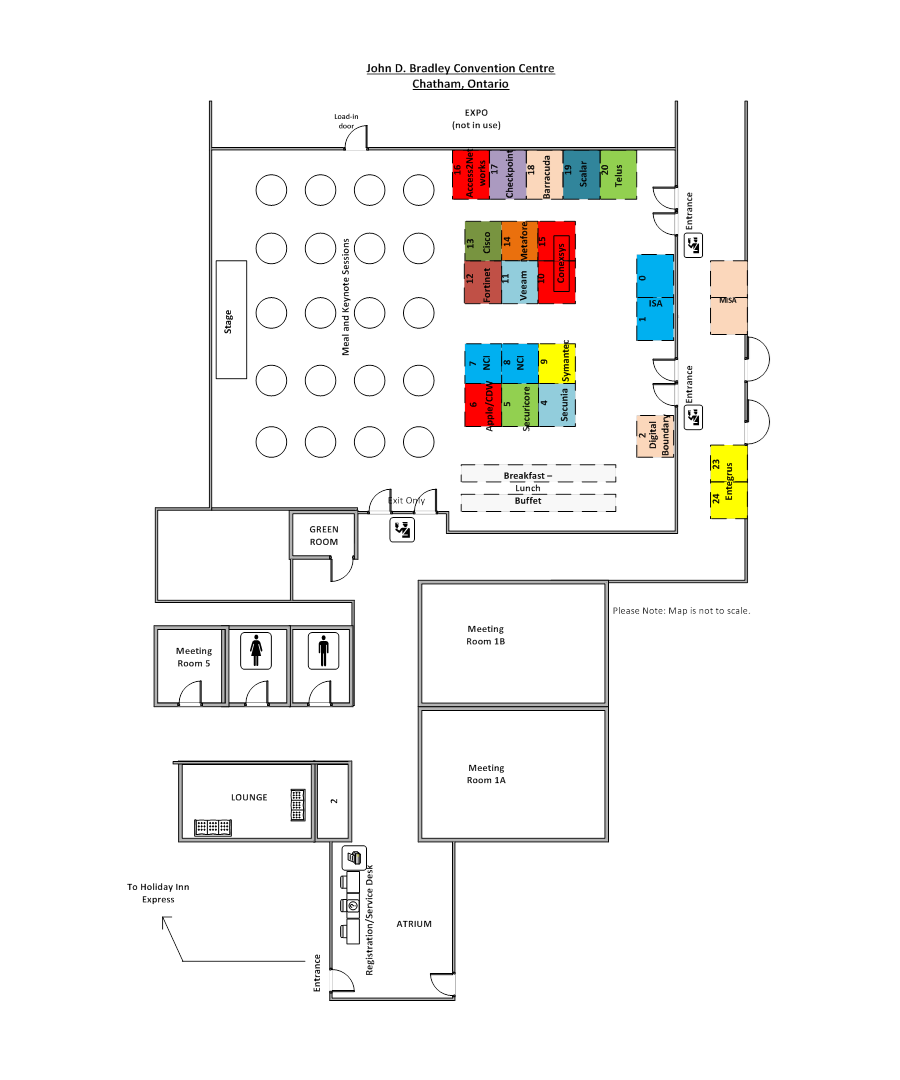 John D. Bradley Convention Centre
Chatham, Ontario
EXPO
(not in use)
Load-in
door
16
Access2Net
works
17
Checkpoint
18
Barracuda
19
Scalar
20
Telus
Entrance
13
Cisco
14
Metafore
15
12
Fortinet
11
Veeam
10
Conexsys
0
ISA
1
MISA
Meal and Keynote Sessions
Stage
7
NCI
8
NCI
9
Symantec
6
Apple/CDW
5
Securicore
4
Secunia
Entrance
2
Digital
Boundary
23
Entegrus
24
Breakfast –
Lunch
Buffet
Exit Only
GREEN
ROOM
Please Note: Map is not to scale.
Meeting
Room 1B
Meeting
Room 5
Meeting
Room 1A
LOUNGE
2
To Holiday Inn
Express
Registration/Service Desk
ATRIUM
Entrance